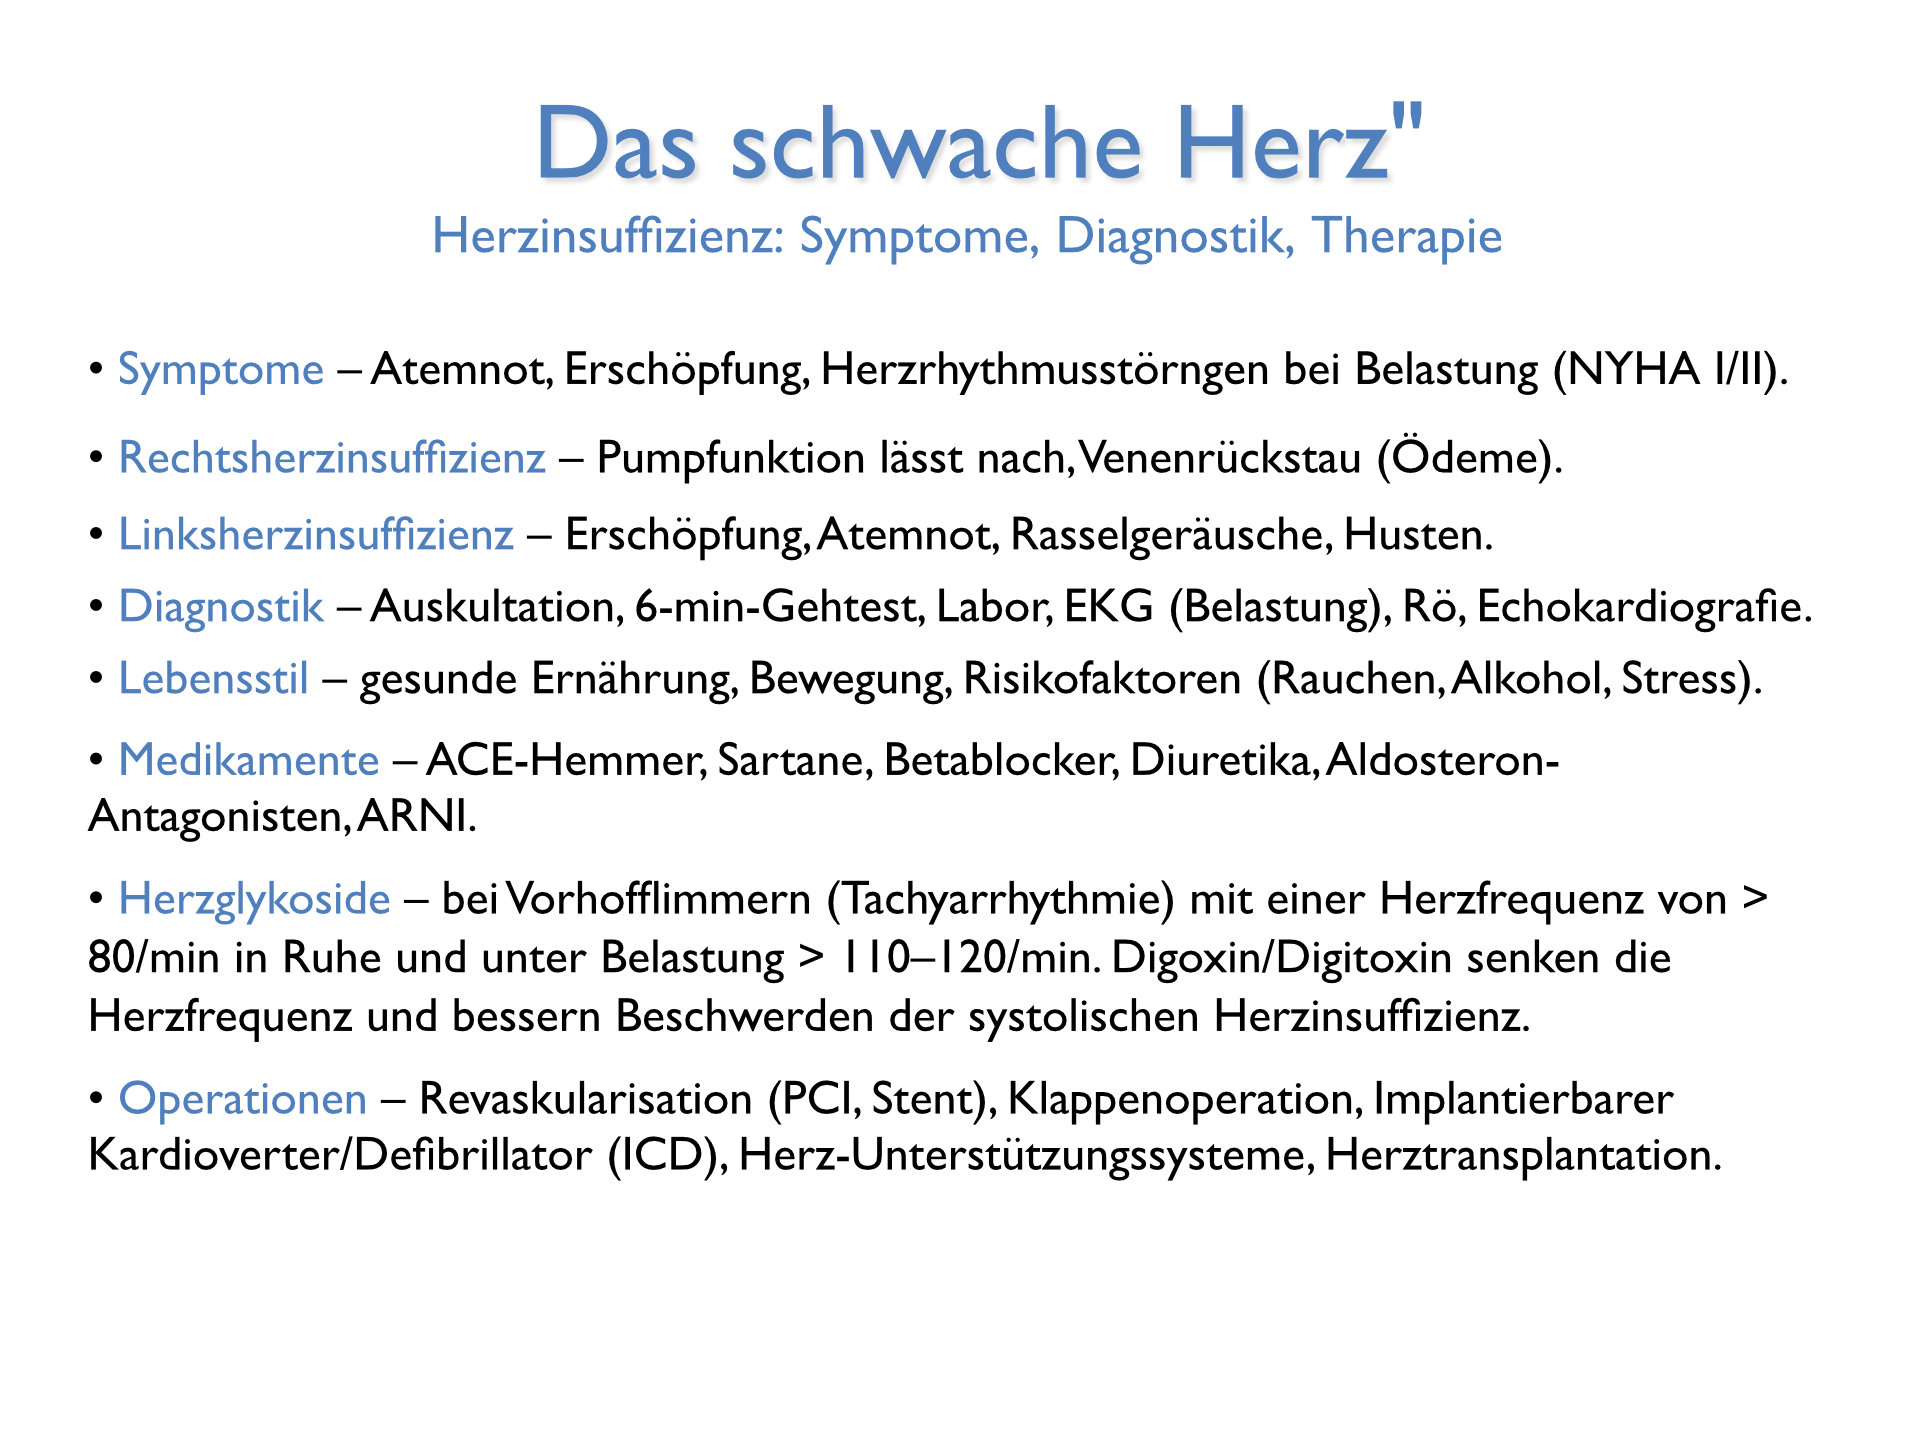 Das schwache Herz"
Herzinsuffizienz: Symptome, Diagnostik, Therapie
• Symptome – Atemnot, Erschöpfung, Herzrhythmusstörngen bei Belastung (NYHA I/II).
• Rechtsherzinsuffizienz – Pumpfunktion lässt nach, Venenrückstau (Ödeme).
• Linksherzinsuffizienz – Erschöpfung, Atemnot, Rasselgeräusche, Husten.
• Diagnostik – Auskultation, 6-min-Gehtest, Labor, EKG (Belastung), Rö, Echokardiografie.
• Lebensstil – gesunde Ernährung, Bewegung, Risikofaktoren (Rauchen, Alkohol, Stress).
• Medikamente – ACE-Hemmer, Sartane, Betablocker, Diuretika, Aldosteron-
Antagonisten, ARNI.
• Herzglykoside – bei Vorhofflimmern (Tachyarrhythmie) mit einer Herzfrequenz von >
80/min in Ruhe und unter Belastung > 110–120/min. Digoxin/Digitoxin senken die
Herzfrequenz und bessern Beschwerden der systolischen Herzinsuffizienz.
• Operationen – Revaskularisation (PCI, Stent), Klappenoperation, Implantierbarer
Kardioverter/Defibrillator (ICD), Herz-Unterstützungssysteme, Herztransplantation.